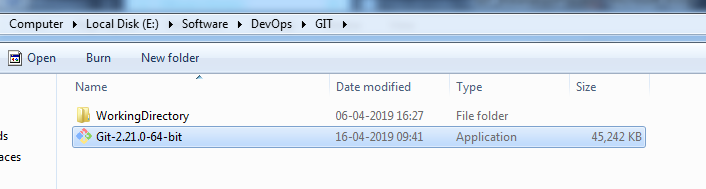 Computer ▸ Local Disk (E:) ▸ Software ▸ DevOps ▸ GIT ▸
Open Burn New folder
Name Date modified Type Size
WorkingDirectory 06-04-2019 16:27 File folder
ds Git-2.21.0-64-bit 16-04-2019 09:41 Application 45,242 KB
aces